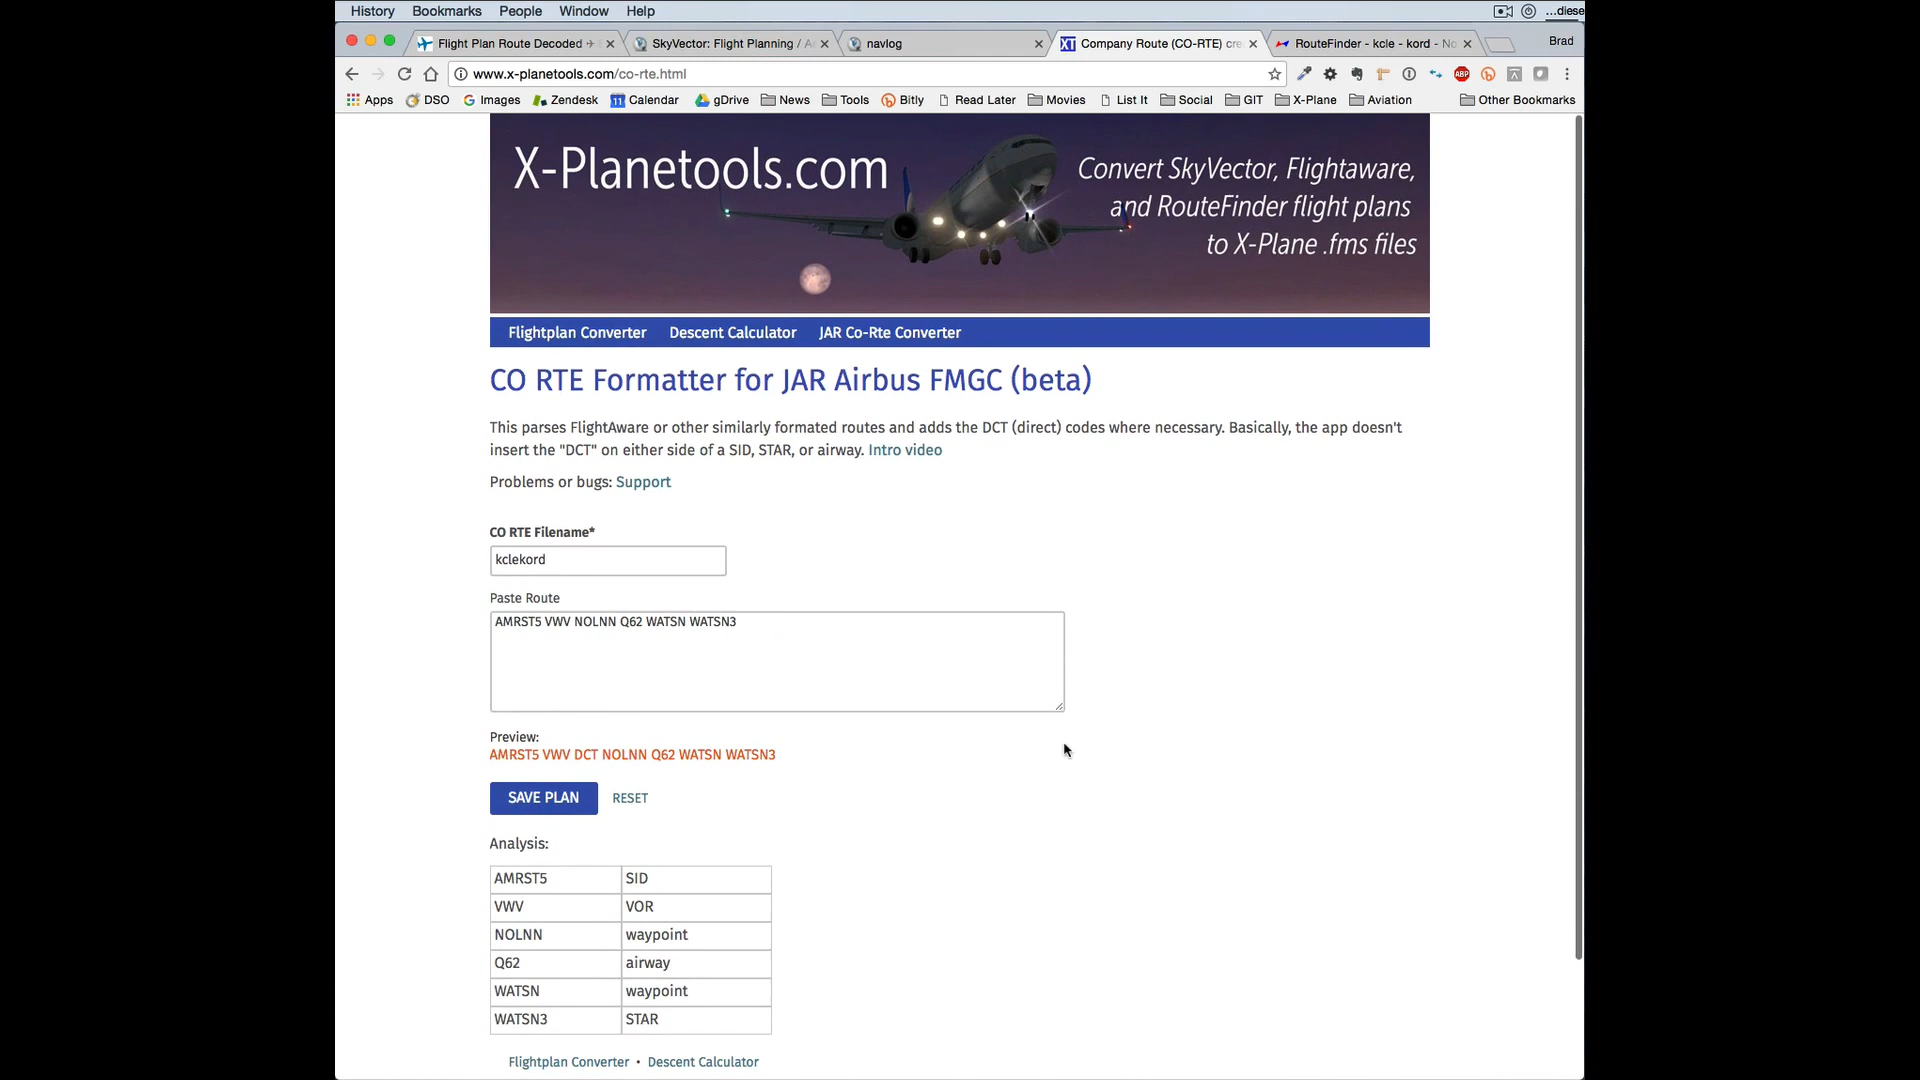 History Bookmarks People Window Help ...diese
Flight Plan Route Decoded SkyVector: Flight Planning / navlog Company Route (CO-RTE) cre RouteFinder - kcle - kord - No Brad
www.x-planetools.com/co-rte.html
Apps DSO Images Zendesk Calendar gDrive News Tools Bitly Read Later Movies List It Social GIT X-Plane Aviation Other Bookmarks
X-Planetools.com
Convert SkyVector, Flightaware,
and RouteFinder flight plans
to X-Plane .fms files
Flightplan Converter Descent Calculator JAR Co-Rte Converter
CO RTE Formatter for JAR Airbus FMGC (beta)
This parses FlightAware or other similarly formated routes and adds the DCT (direct) codes where necessary. Basically, the app doesn't
insert the "DCT" on either side of a SID, STAR, or airway. Intro video
Problems or bugs: Support
CO RTE Filename*
kclekord
Paste Route
AMRST5 VWV NOLNN Q62 WATSN WATSN3
Preview:
AMRST5 VWV DCT NOLNN Q62 WATSN WATSN3
SAVE PLAN RESET
Analysis:
AMRST5 SID
VWV VOR
NOLNN waypoint
Q62 airway
WATSN waypoint
WATSN3 STAR
Flightplan Converter • Descent Calculator